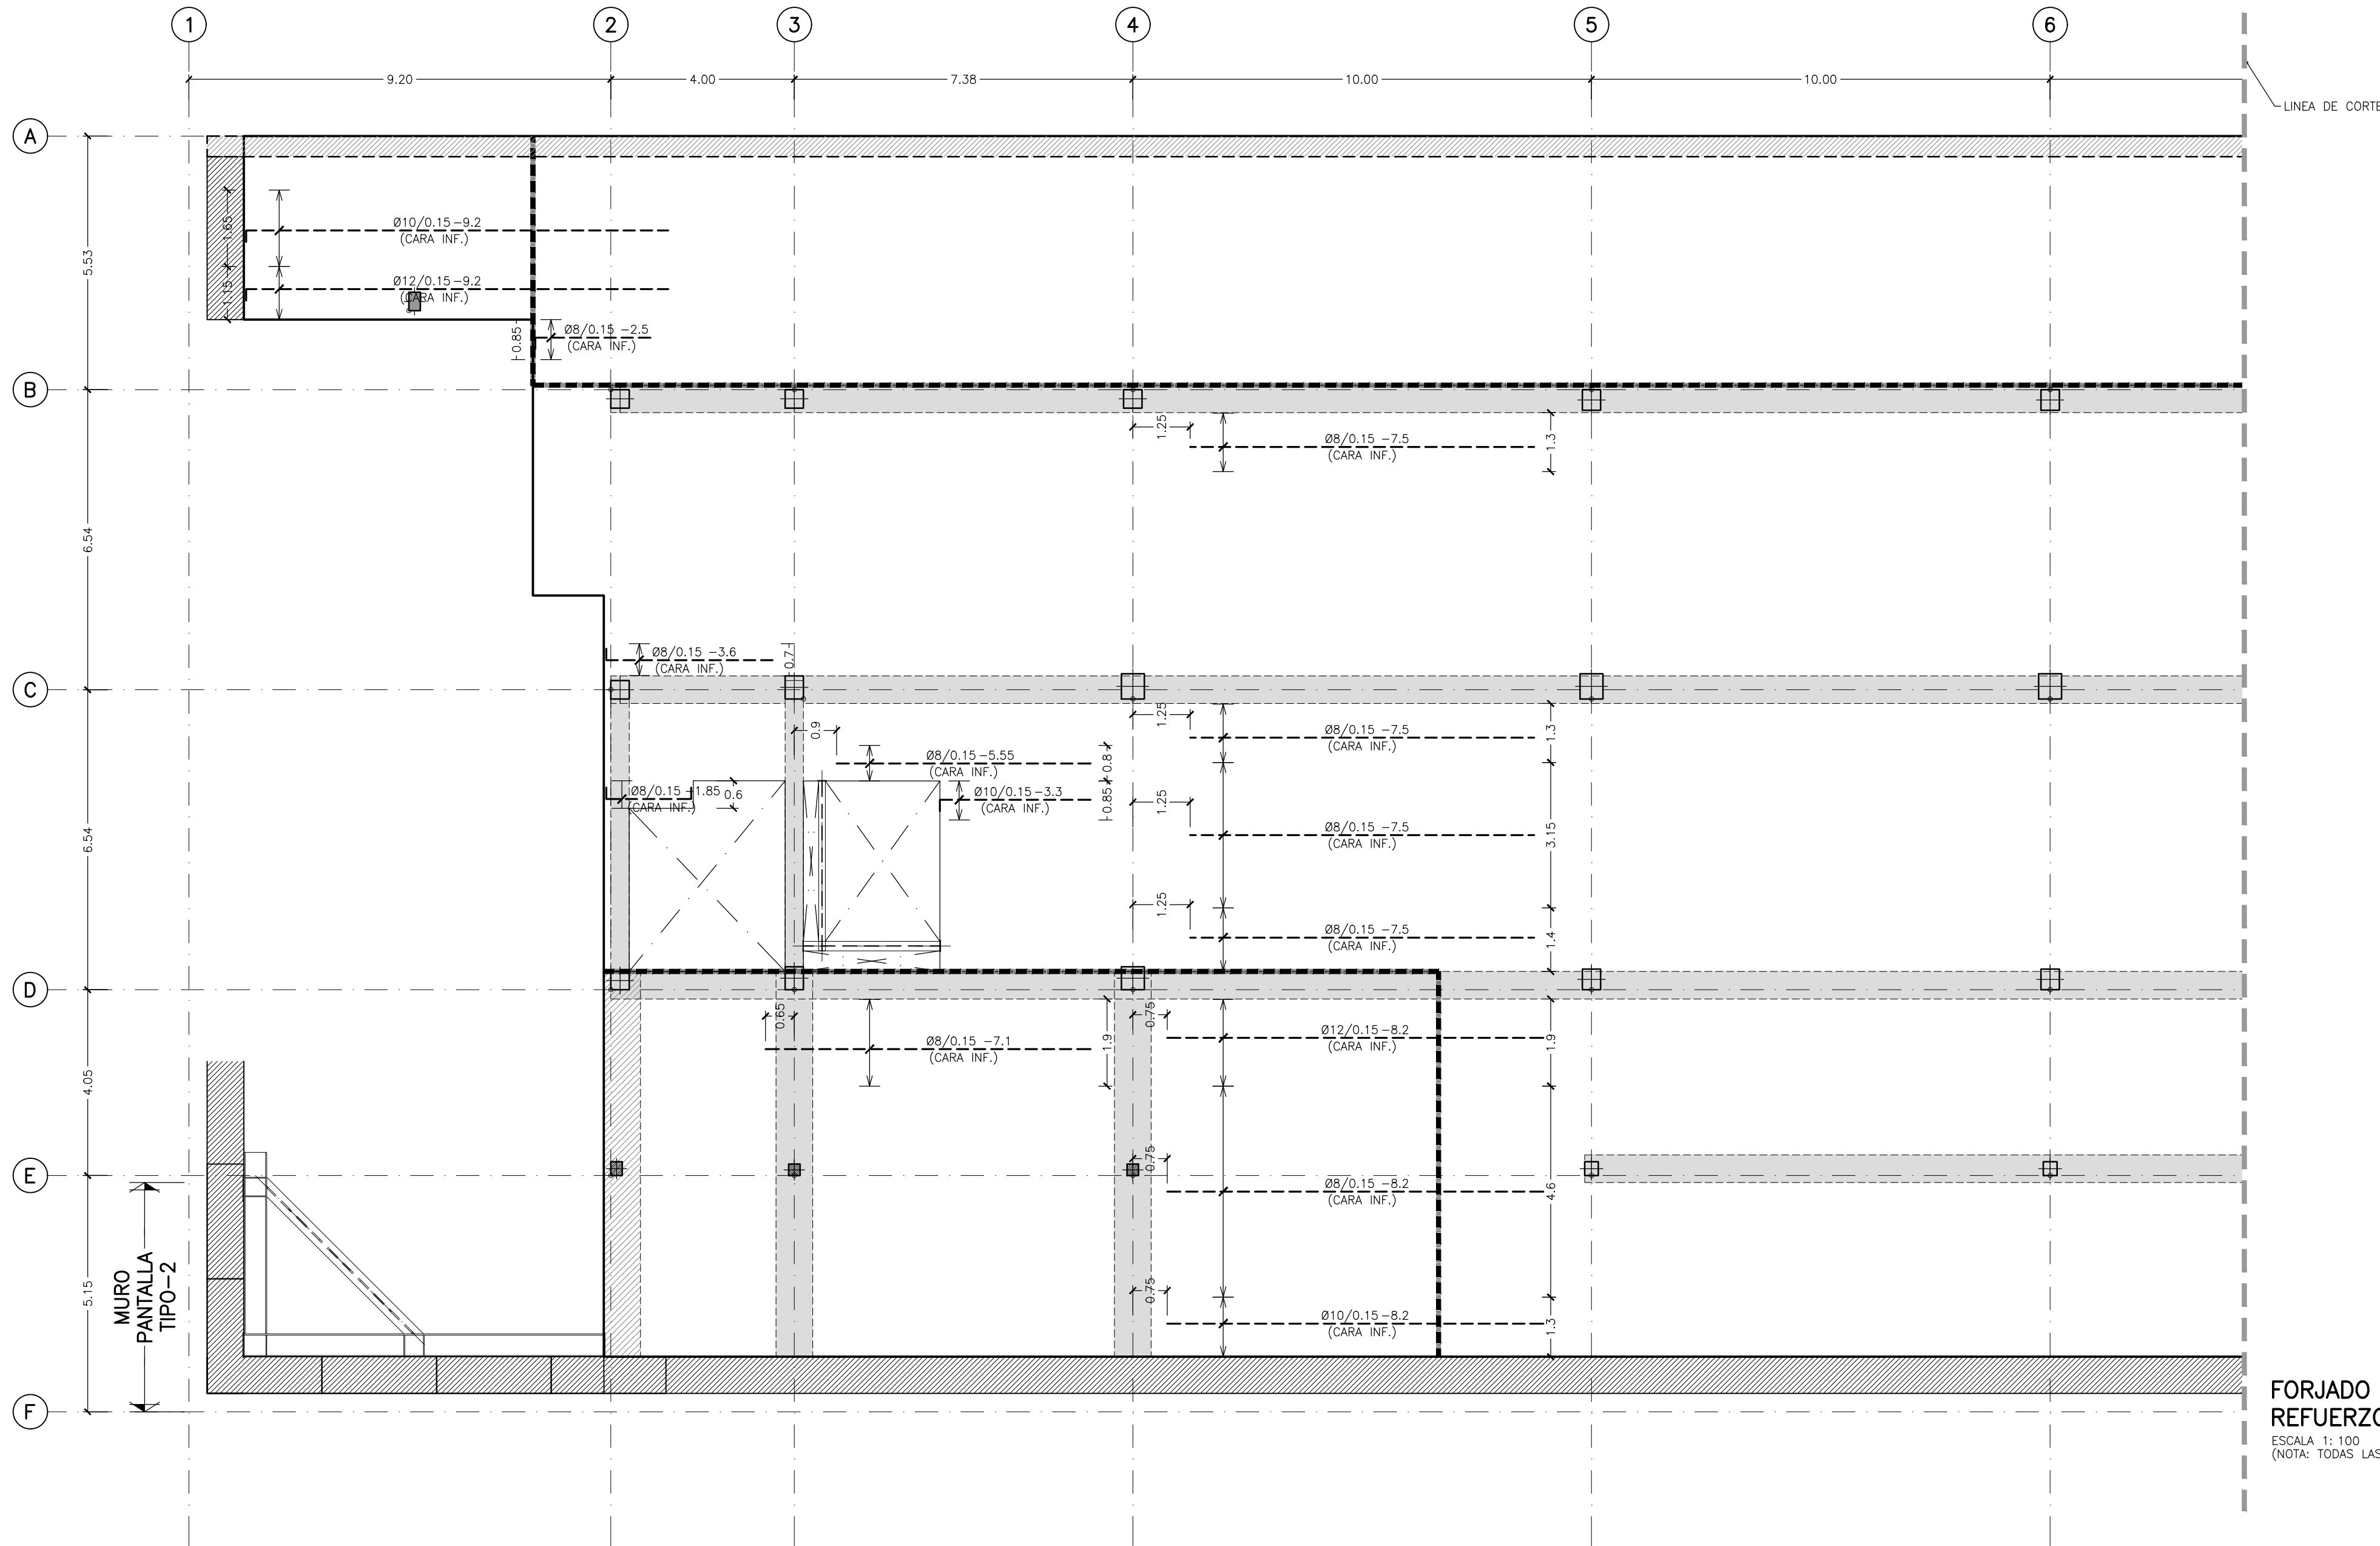 1
2
3
4
5
6
9.20
4.00
7.38
10.00
10.00
LINEA DE CORTE
A
5.53
1.65
Ø10/0.15-9.2
(CARA INF.)
1.15
Ø12/0.15-9.2
(CARA INF.)
0.85
Ø8/0.15 -2.5
(CARA INF.)
B
1.25
Ø8/0.15 -7.5
(CARA INF.)
1.3
6.54
Ø8/0.15 -3.6
(CARA INF.)
0.7
C
1.25
0.9
Ø8/0.15 -7.5
(CARA INF.)
1.3
Ø8/0.15-5.55
(CARA INF.)
0.8
Ø8/0.15 -1.85
(CARA INF.)
0.6
Ø10/0.15-3.3
(CARA INF.)
0.85
1.25
6.54
Ø8/0.15 -7.5
(CARA INF.)
3.15
1.25
Ø8/0.15 -7.5
(CARA INF.)
1.4
D
0.65
0.75
Ø8/0.15 -7.1
(CARA INF.)
1.9
Ø12/0.15-8.2
(CARA INF.)
1.9
4.05
E
0.75
Ø8/0.15 -8.2
(CARA INF.)
4.6
5.15
MURO
PANTALLA
TIPO-2
0.75
Ø10/0.15-8.2
(CARA INF.)
1.3
F
FORJADO
REFUERZO
ESCALA 1: 100
(NOTA: TODAS LAS